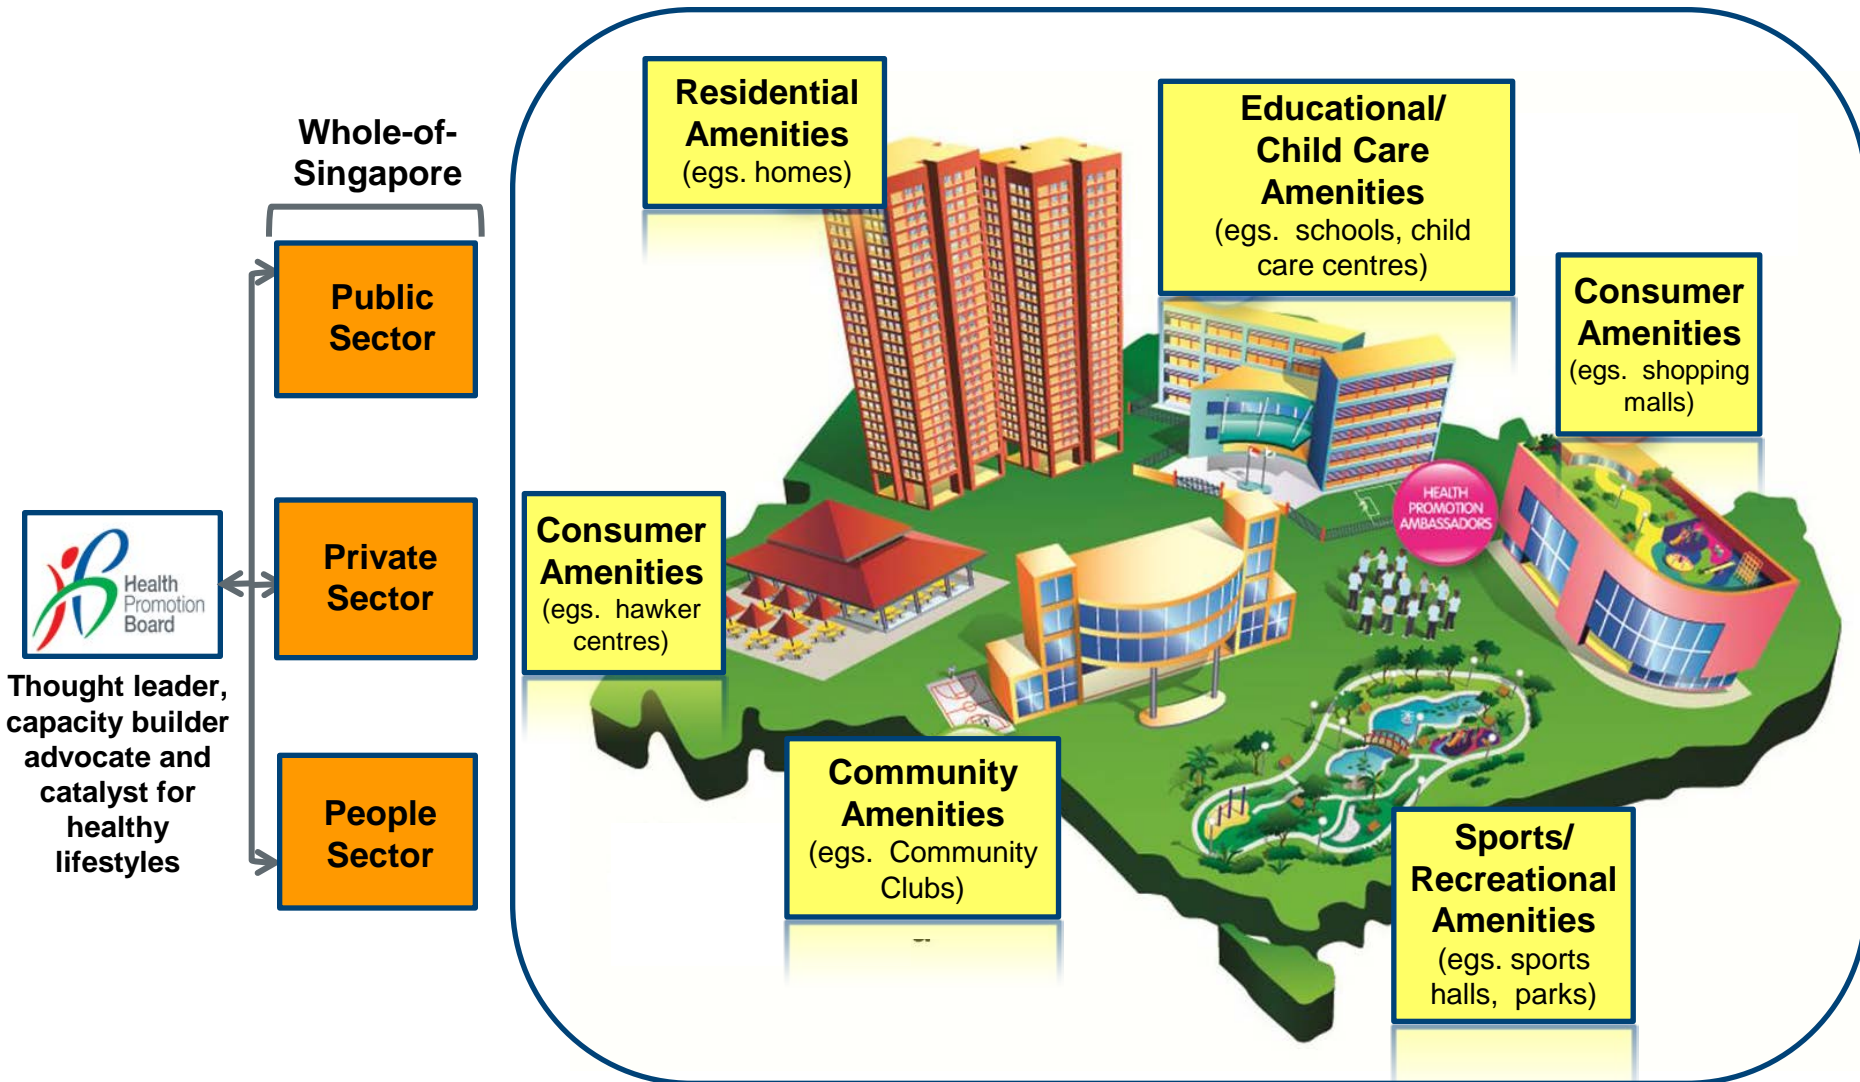 Whole-of-
Singapore
Public
Sector
Private
Sector
People
Sector
Health
Promotion
Board
Thought leader,
capacity builder
advocate and
catalyst for
healthy
lifestyles
Residential
Amenities
(egs. homes)
Educational/
Child Care
Amenities
(egs.  schools, child
care centres)
Consumer
Amenities
(egs.  shopping
malls)
HEALTH
PROMOTION
AMBASSADORS
Consumer
Amenities
(egs.  hawker
centres)
Community
Amenities
(egs.  Community
Clubs)
Sports/
Recreational
Amenities
(egs. sports
halls,  parks)